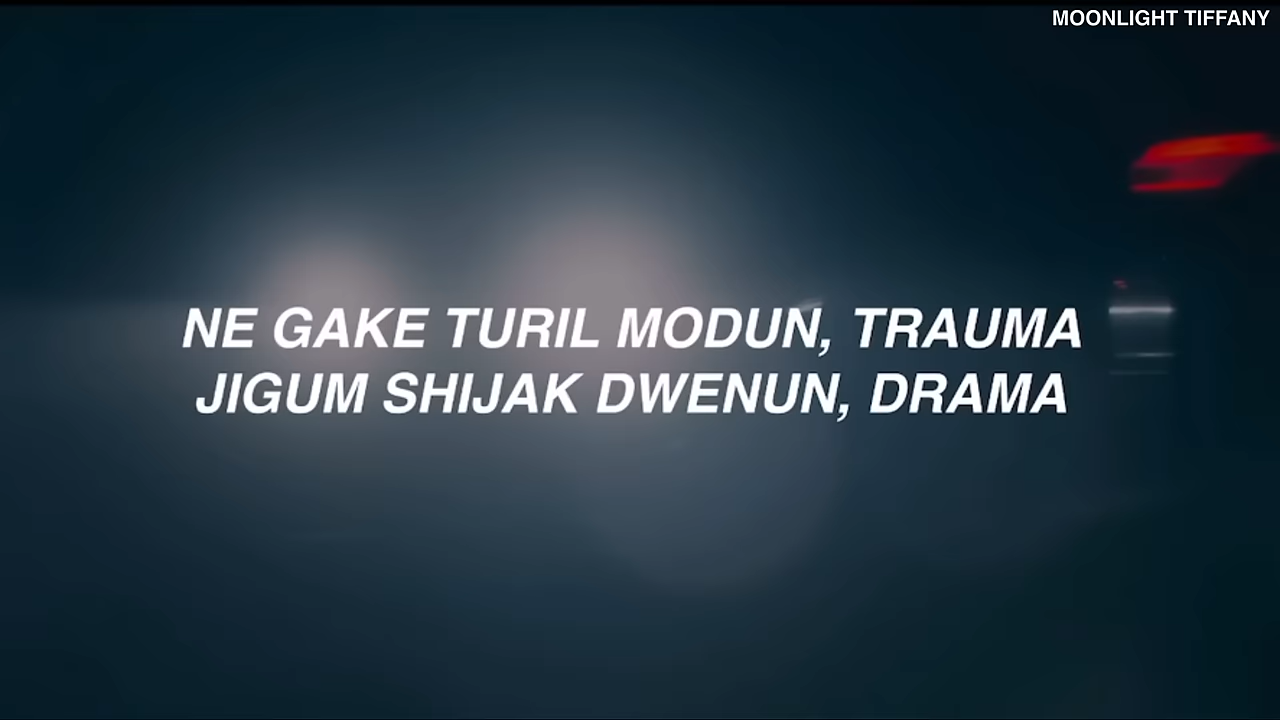 MOONLIGHT TIFFANY
NE GAKE TURIL MODUN, TRAUMA
JIGUM SHIJAK DWENUN, DRAMA